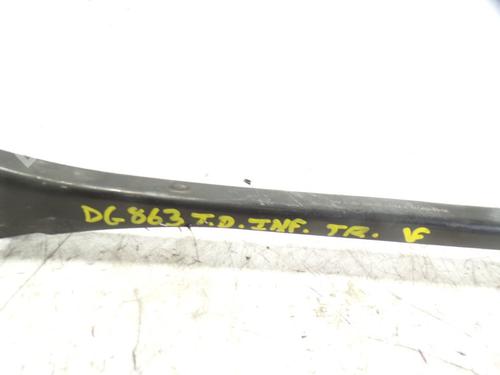 DG863 T.D. INF. TR. K